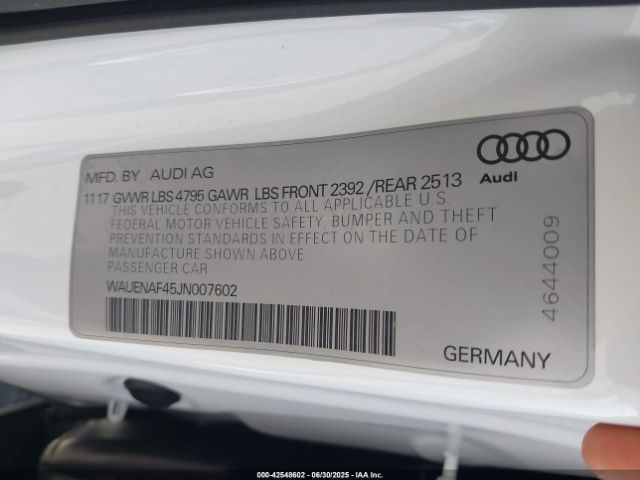 MFD. BY AUDI AG
11 17 GVWR LBS 4795 GAWR LBS FRONT 2392 / REAR 2513
THIS VEHICLE CONFORMS TO ALL APPLICABLE U.S.
FEDERAL MOTOR VEHICLE SAFETY, BUMPER AND THEFT
PREVENTION STANDARDS IN EFFECT ON THE DATE OF
MANUFACTURE SHOWN ABOVE
PASSENGER CAR
WAUENAF45JN007602
Audi
4644009
GERMANY
000-42548602 - 06/30/2025 - IAAI Inc.